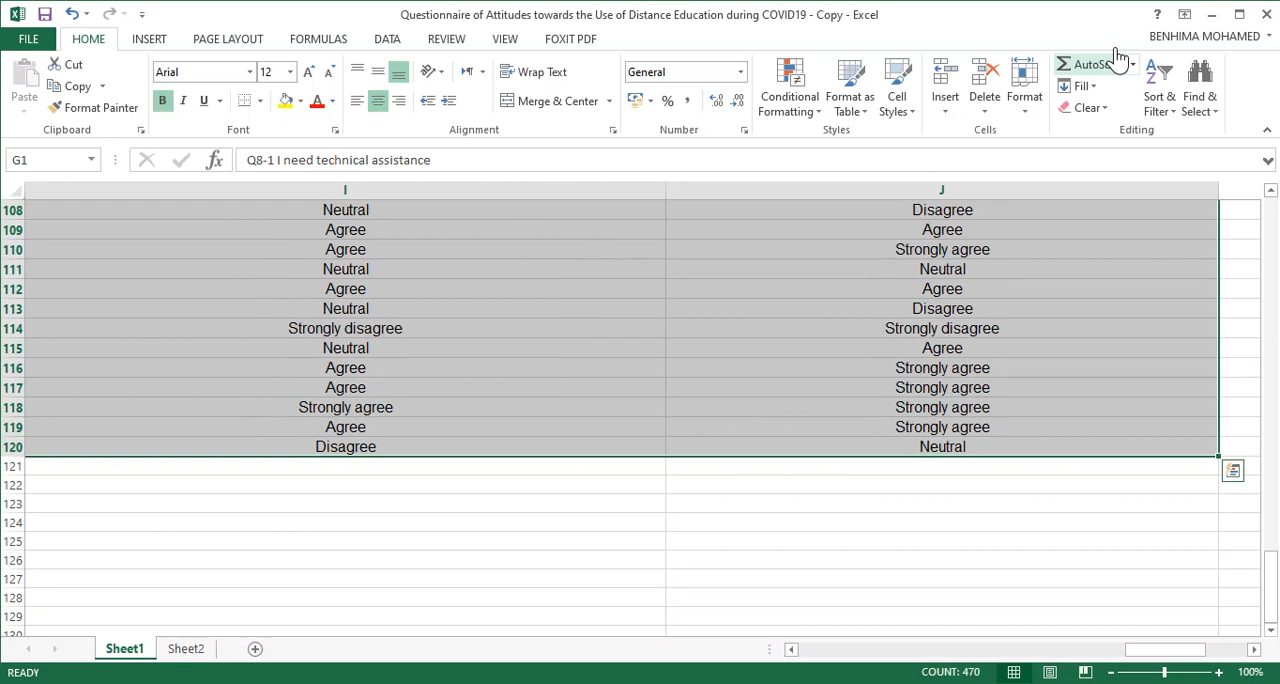 Questionnaire of Attitudes towards the Use of Distance Education during COVID19 - Copy - Excel
?
FILE HOME INSERT PAGE LAYOUT FORMULAS DATA REVIEW VIEW FOXIT PDF BENHIMA MOHAMED
Paste Cut Copy Format Painter
Arial 12 B I U A
Wrap Text Merge & Center
General % ,
Conditional Formatting Format as Table Cell Styles
Insert Delete Format
Fill Clear Sort & Filter Find & Select
Clipboard Font Alignment Number Styles Cells Editing
G1 fx Q8-1 I need technical assistance
I J
108 Neutral Disagree
109 Agree Agree
110 Agree Strongly agree
111 Neutral Neutral
112 Agree Agree
113 Neutral Disagree
114 Strongly disagree Strongly disagree
115 Neutral Agree
116 Agree Strongly agree
117 Agree Strongly agree
118 Strongly agree Strongly agree
119 Agree Strongly agree
120 Disagree Neutral
121
122
123
124
125
126
127
128
129
130
Sheet1 Sheet2
READY COUNT: 470 100%